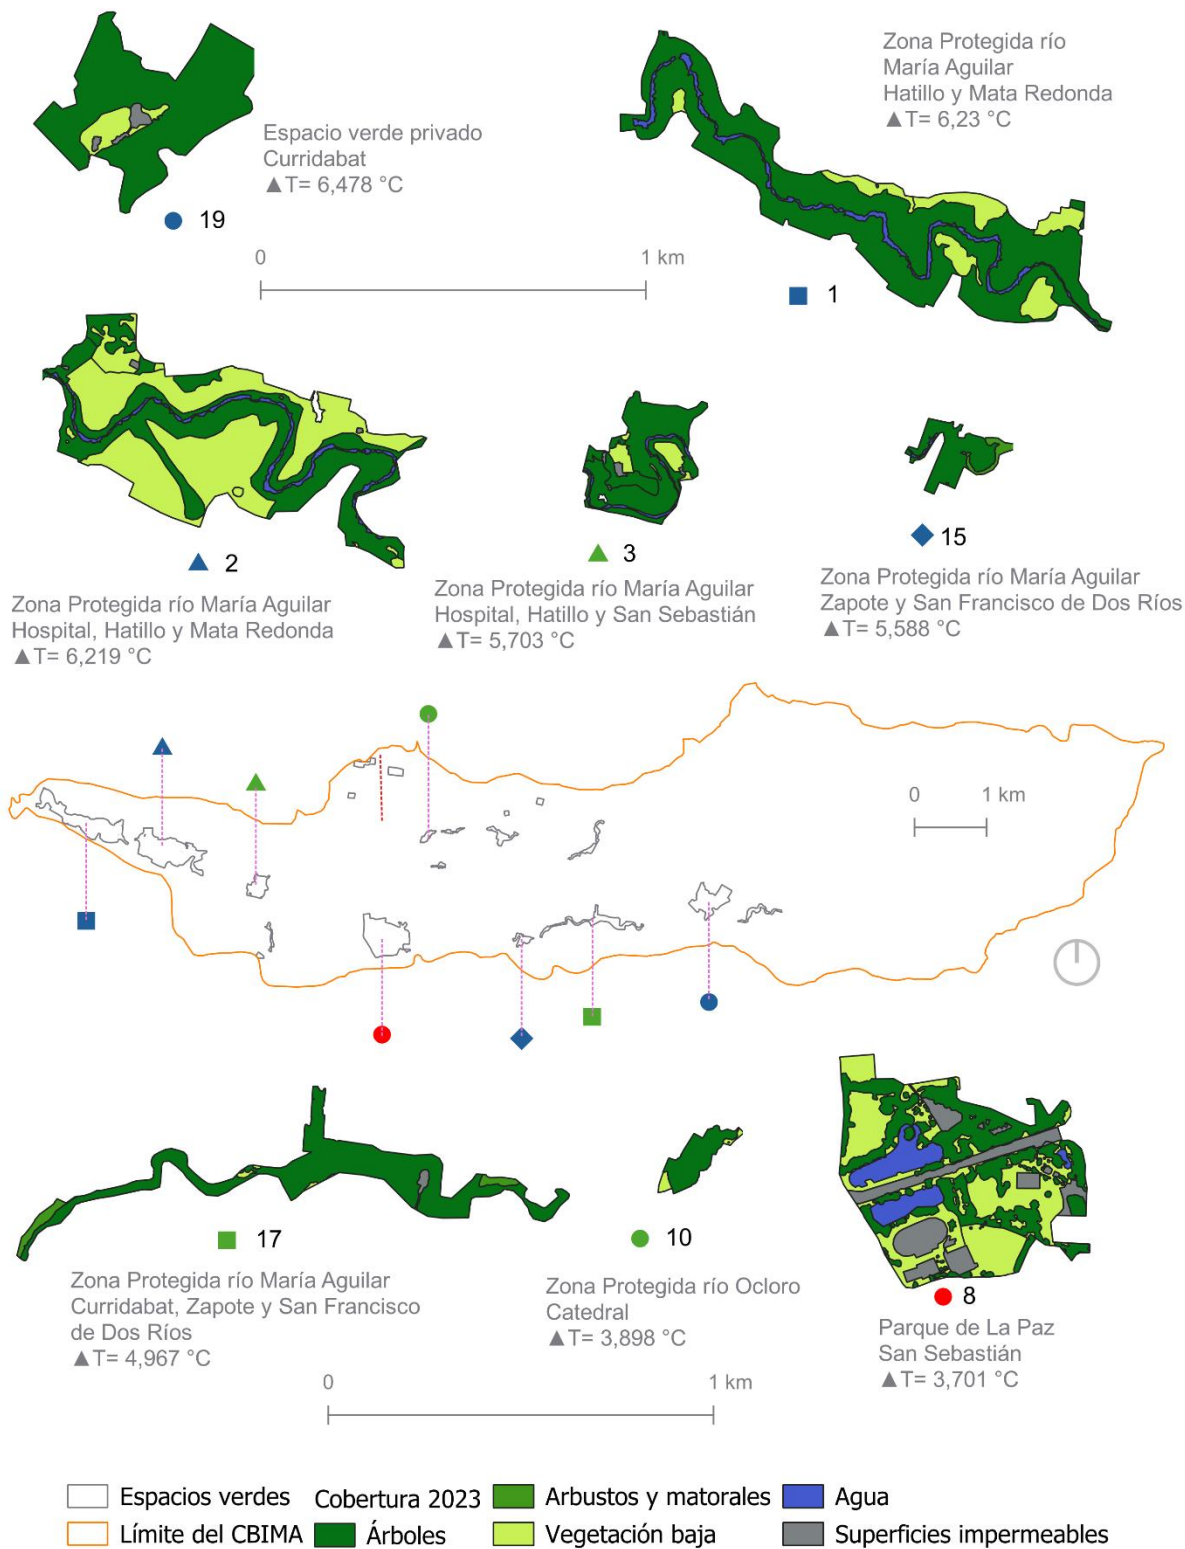 Zona Protegida río
María Aguilar
Hatillo y Mata Redonda
▲T= 6,23 °C
Espacio verde privado
Curridabat
▲T= 6,478 °C
19
0 1 km
1
2
3
15
Zona Protegida río María Aguilar
Hospital, Hatillo y Mata Redonda
▲T= 6,219 °C
Zona Protegida río María Aguilar
Hospital, Hatillo y San Sebastián
▲T= 5,703 °C
Zona Protegida río María Aguilar
Zapote y San Francisco de Dos Ríos
▲T= 5,588 °C
0 1 km
17
Zona Protegida río María Aguilar
Curridabat, Zapote y San Francisco
de Dos Ríos
▲T= 4,967 °C
10
Zona Protegida río Ocloro
Catedral
▲T= 3,898 °C
8
Parque de La Paz
San Sebastián
▲T= 3,701 °C
0 1 km
Espacios verdes Cobertura 2023 Arbustos y matorales Agua
Límite del CBIMA Árboles Vegetación baja Superficies impermeables